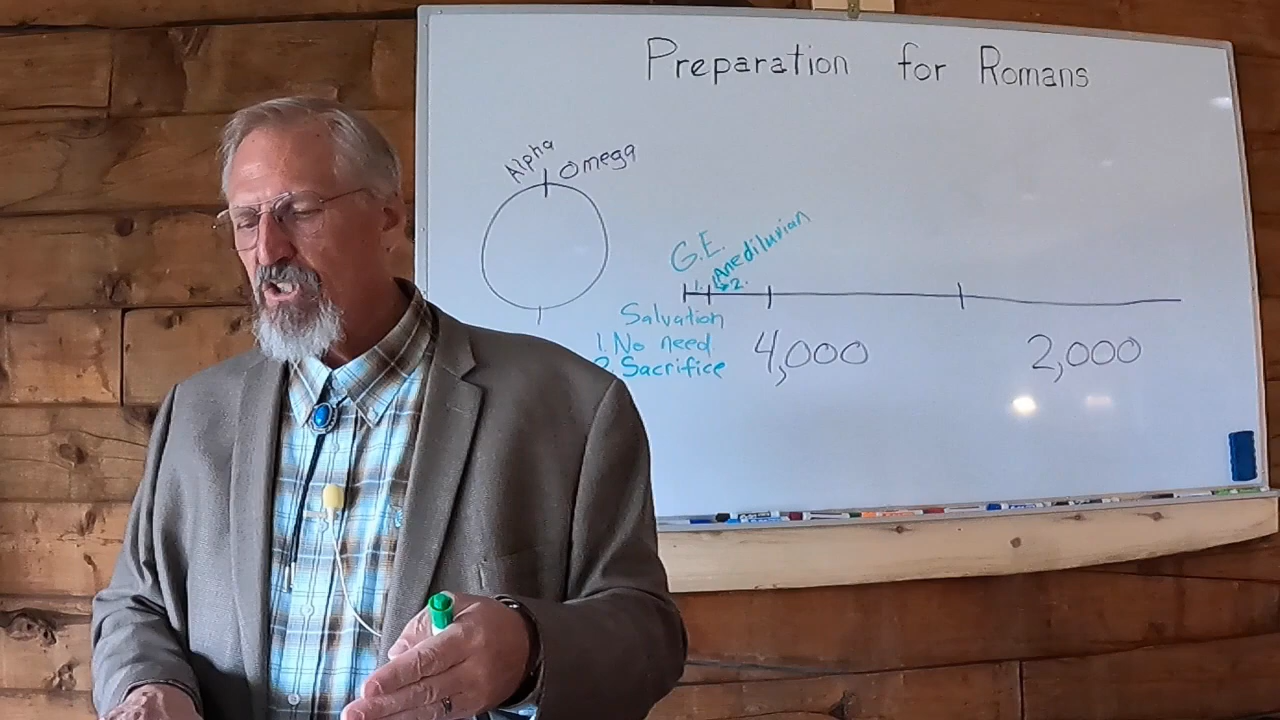 Preparation for Romans
Alpha Omega
G.E. Anediluvian
1. 2.
Salvation
1. No need
2. Sacrifice
4,000 2,000